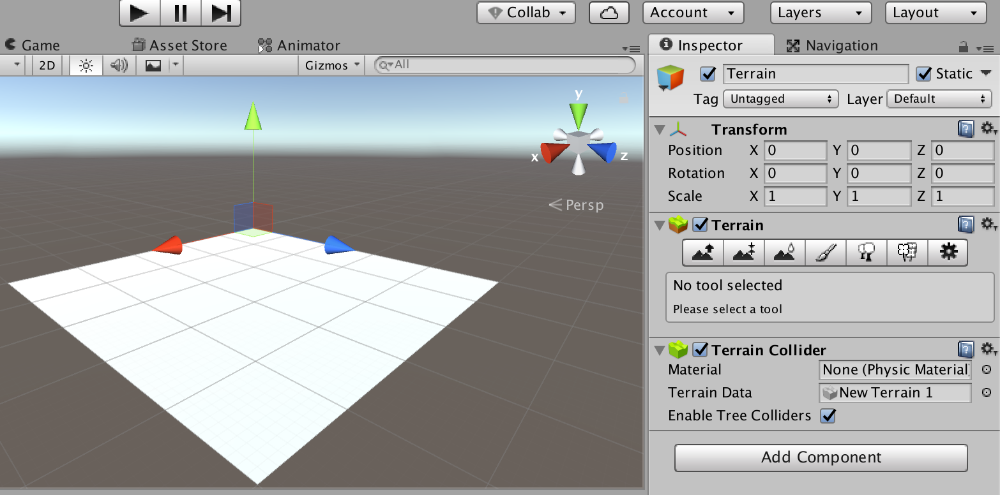 Collab Account Layers Layout
Game Asset Store Animator
2D Gizmos All
y
x z
Persp
Inspector Navigation
Terrain Static
Tag Untagged Layer Default
Transform
Position X 0 Y 0 Z 0
Rotation X 0 Y 0 Z 0
Scale X 1 Y 1 Z 1
Terrain
No tool selected
Please select a tool
Terrain Collider
Material None (Physic Material)
Terrain Data New Terrain 1
Enable Tree Colliders
Add Component